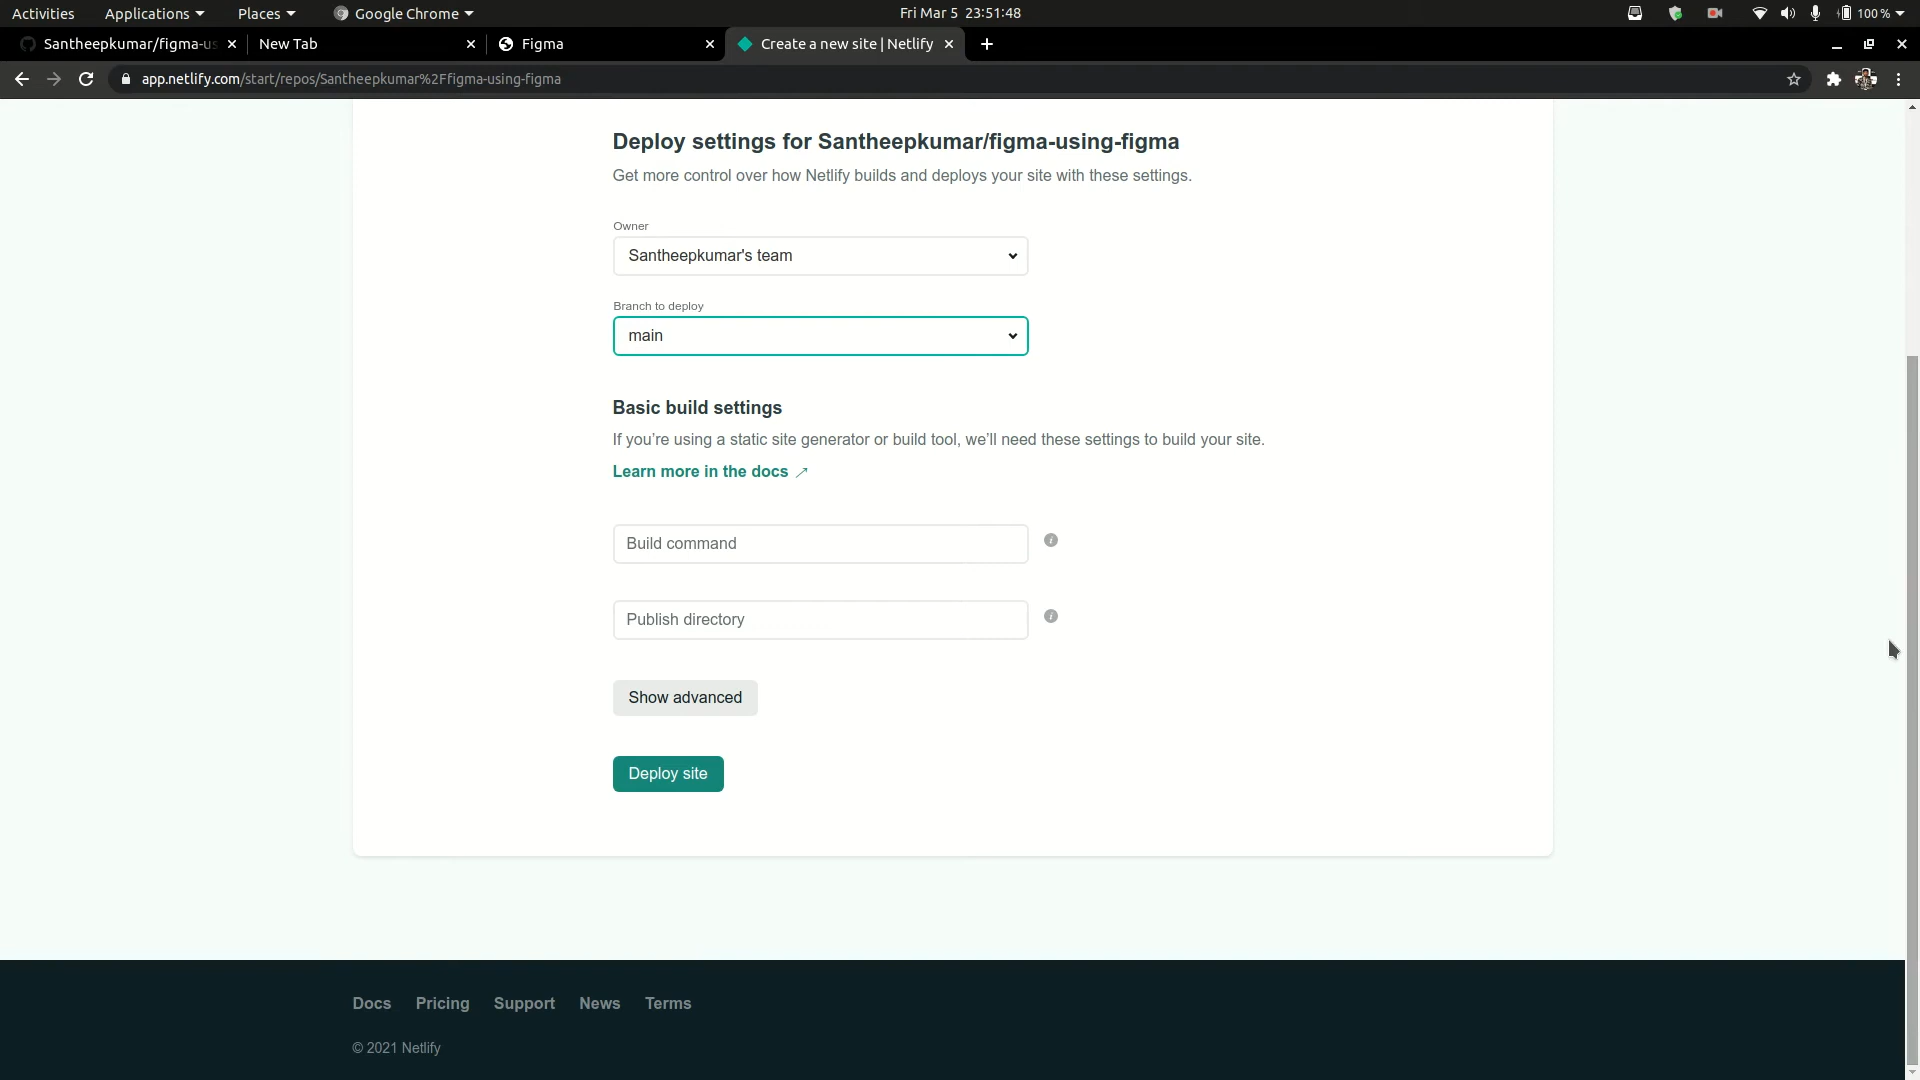 Activities Applications Places Google Chrome Fri Mar 5 23:51:48 100 %
Santheepkumar/figma-us New Tab Figma Create a new site | Netlify
app.netlify.com/start/repos/Santheepkumar%2Ffigma-using-figma
Deploy settings for Santheepkumar/figma-using-figma
Get more control over how Netlify builds and deploys your site with these settings.
Owner
Santheepkumar's team
Branch to deploy
main
Basic build settings
If you’re using a static site generator or build tool, we’ll need these settings to build your site.
Learn more in the docs
Build command
Publish directory
Show advanced
Deploy site
Docs Pricing Support News Terms
© 2021 Netlify